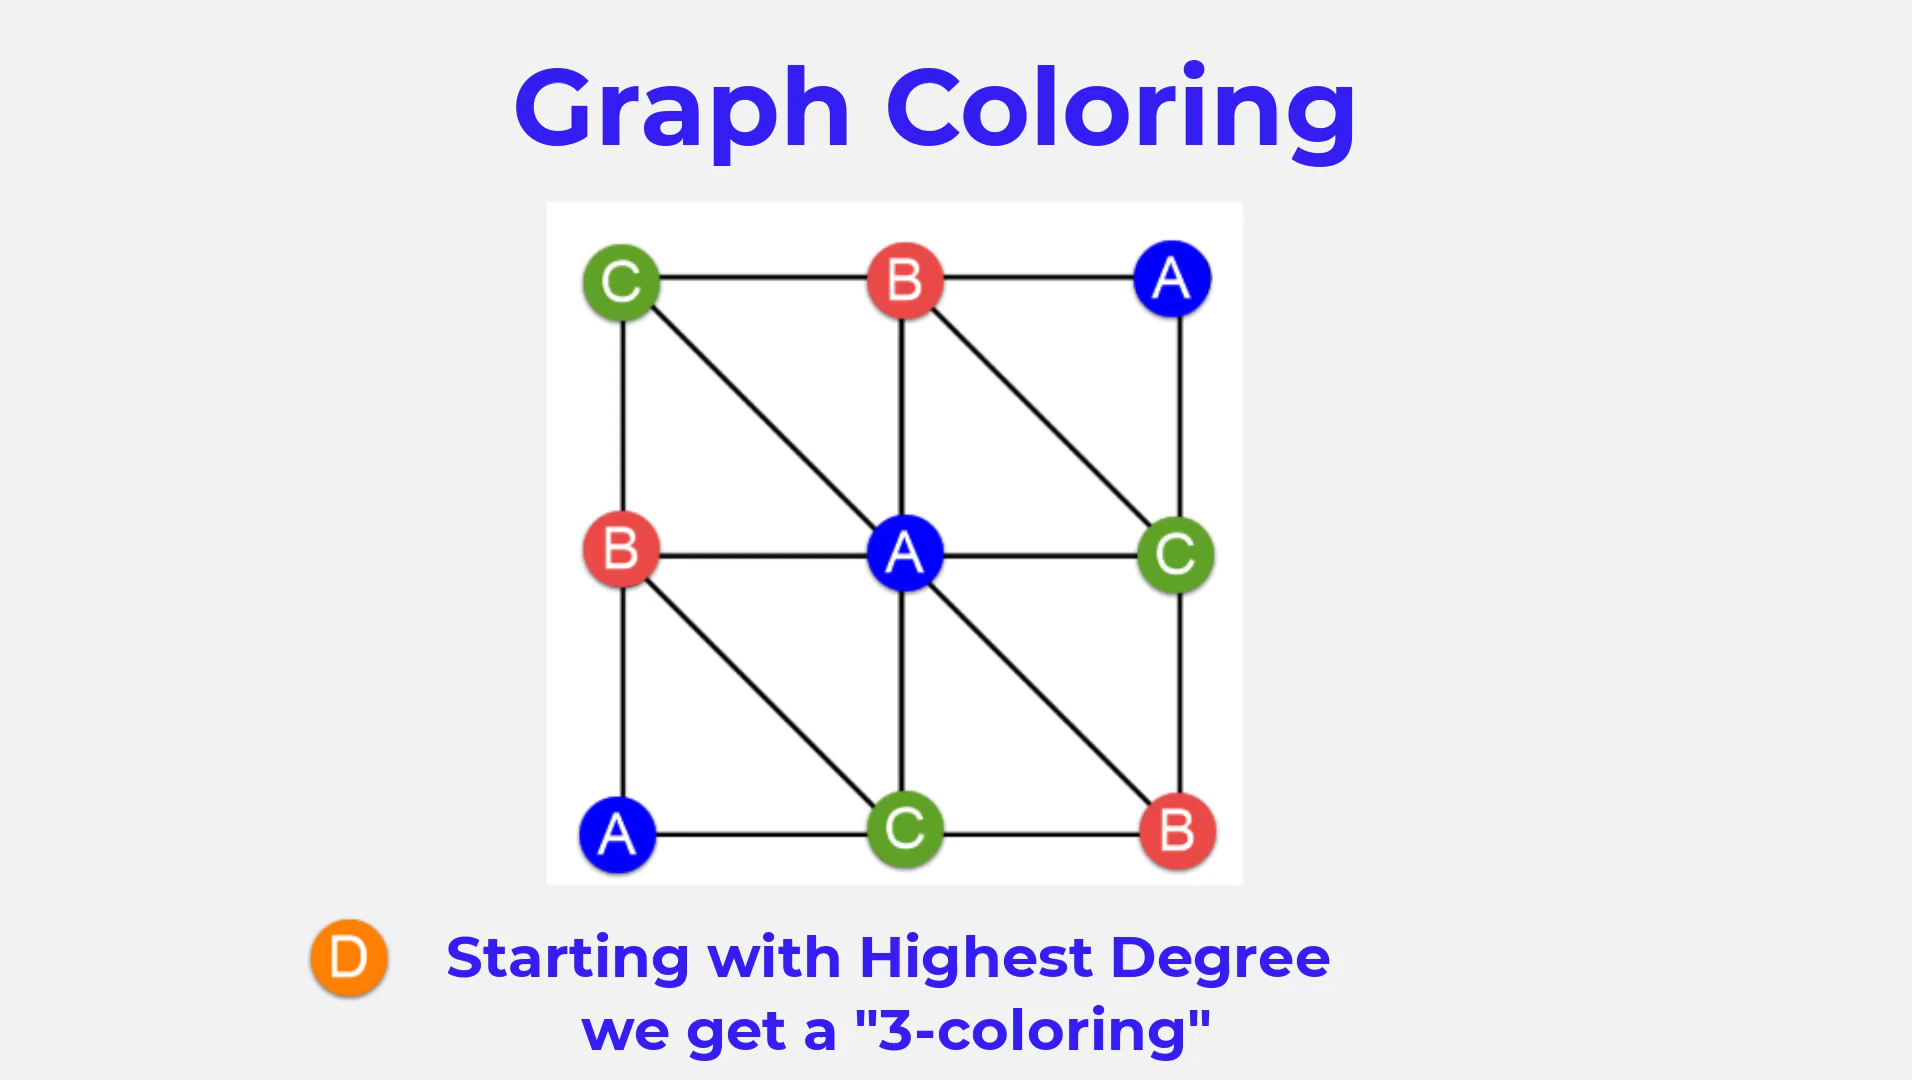 Graph Coloring
C B A
B A C
A C B
D Starting with Highest Degree
we get a "3-coloring"